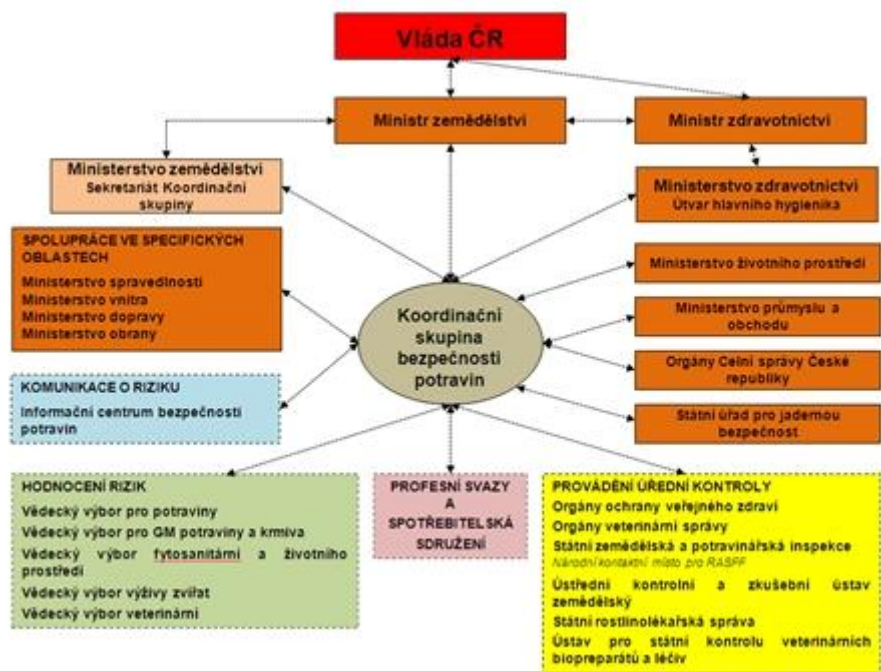 Vláda ČR
Ministr zemědělství
Ministr zdravotnictví
Ministerstvo zemědělství
Sekretariát Koordinační
skupiny
Ministerstvo zdravotnictví
Útvar hlavního hygienika
SPOLUPRÁCE VE SPECIFICKÝCH
OBLASTECH
Ministerstvo spravedlnosti
Ministerstvo vnitra
Ministerstvo dopravy
Ministerstvo obrany
Ministerstvo životního prostředí
Koordinační
skupina
bezpečnosti
potravin
Ministerstvo průmyslu a
obchodu
Orgány Celní správy České
republiky
Státní úřad pro jadernou
bezpečnost
KOMUNIKACE O RIZIKU
Informační centrum bezpečnosti
potravin
HODNOCENÍ RIZIK
Vědecký výbor pro potraviny
Vědecký výbor pro GM potraviny a krmiva
Vědecký výbor fytosanitární a životního
prostředí
Vědecký výbor výživy zvířat
Vědecký výbor veterinární
PROFESNÍ SVAZY
A
SPOTŘEBITELSKÁ
SDRUŽENÍ
PROVÁDĚNÍ ÚŘEDNÍ KONTROLY
Orgány ochrany veřejného zdraví
Orgány veterinární správy
Státní zemědělská a potravinářská inspekce
Národní kontaktní místo pro RASFF
Ústřední kontrolní a zkušební ústav
zemědělský
Státní rostlinolékařská správa
Ústav pro státní kontrolu veterinárních
biopreparátů a léčiv